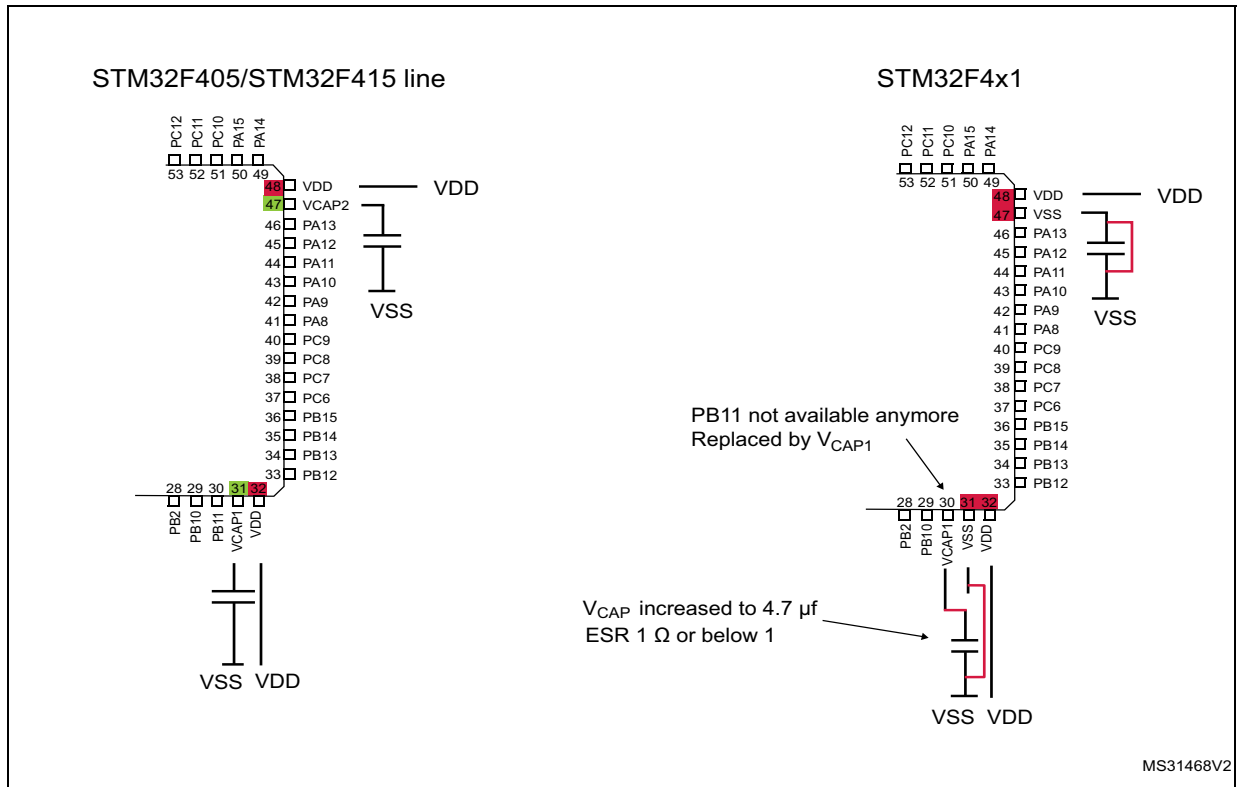 STM32F405/STM32F415 line
PC12
PC11
PC10
PA15
PA14
53 52 51 50 49
48 VDD
VDD
47 VCAP2
46 PA13
45 PA12
44 PA11
43 PA10
42 PA9
41 PA8
40 PC9
39 PC8
38 PC7
37 PC6
36 PB15
35 PB14
34 PB13
33 PB12
VSS
28 29 30 31 32
PB2
PB10
PB11
VCAP1
VDD
VSS VDD
STM32F4x1
PC12
PC11
PC10
PA15
PA14
53 52 51 50 49
48 VDD
VDD
47 VSS
46 PA13
45 PA12
44 PA11
43 PA10
42 PA9
41 PA8
40 PC9
39 PC8
38 PC7
37 PC6
36 PB15
35 PB14
34 PB13
33 PB12
VSS
PB11 not available anymore
Replaced by VCAP1
28 29 30 31 32
PB2
PB10
VCAP1
VSS
VDD
VCAP increased to 4.7 µf
ESR 1 Ω or below 1
VSS VDD
MS31468V2